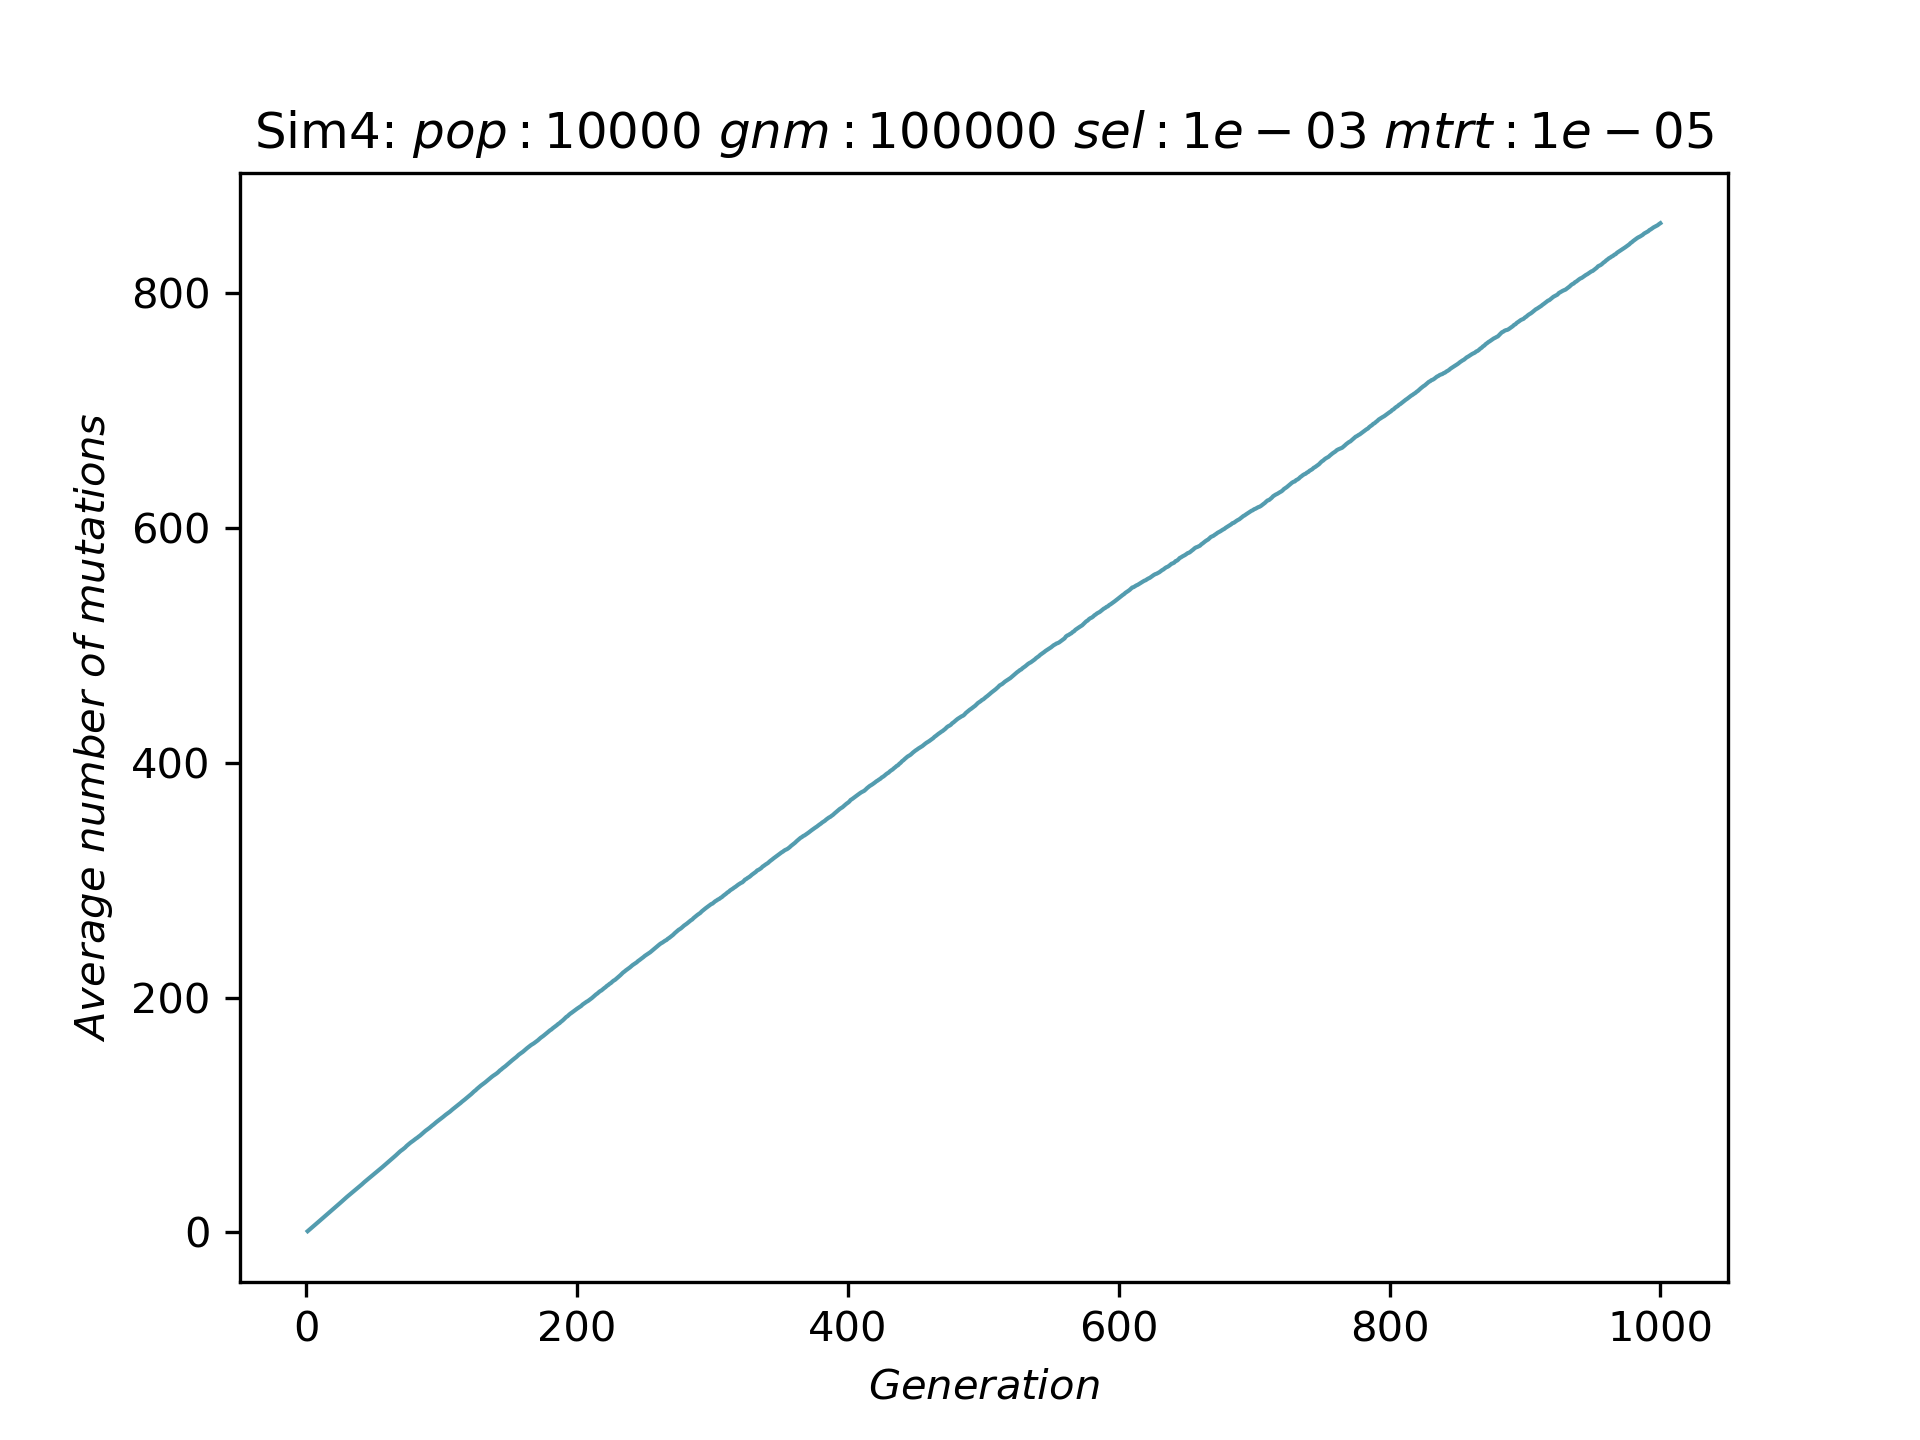 Sim4: pop : 10000 gnm : 100000 sel : 1e − 03 mtrt : 1e − 05
Average number of mutations
800
600
400
200
0
0 200 400 600 800 1000
Generation